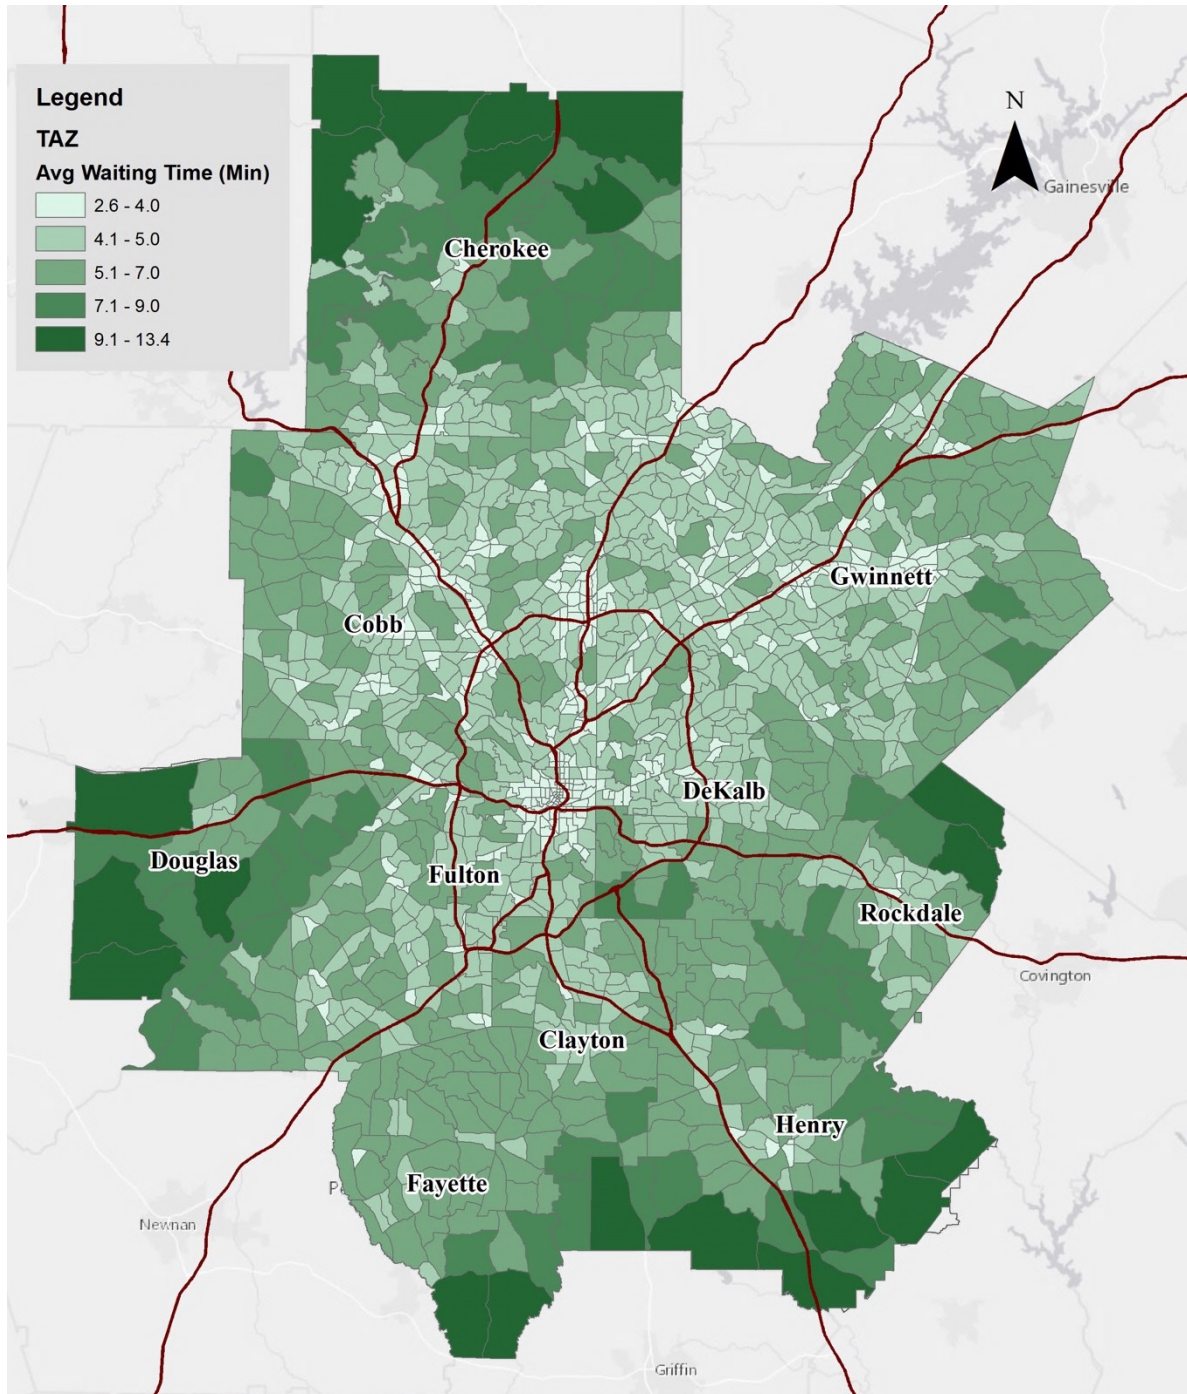 Legend
TAZ
Avg Waiting Time (Min)
2.6 - 4.0
4.1 - 5.0
5.1 - 7.0
7.1 - 9.0
9.1 - 13.4
N
Gainesville
Cherokee
Gwinnett
Cobb
DeKalb
Douglas
Fulton
Rockdale
Covington
Clayton
Henry
Fayette
Newnan
Griffin